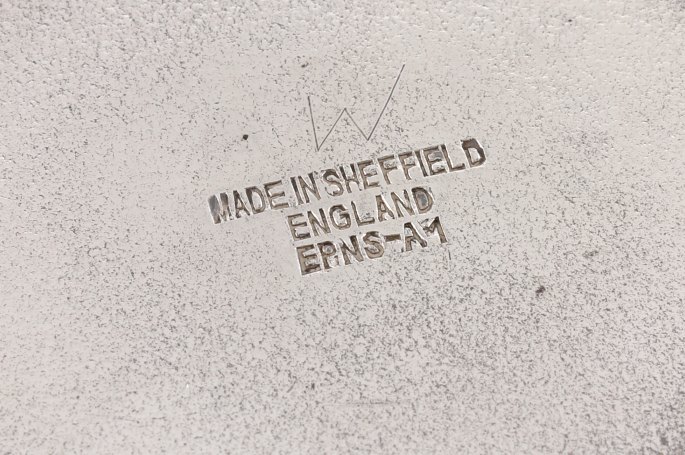 W
MADE IN SHEFFIELD
ENGLAND
EPNS-A1